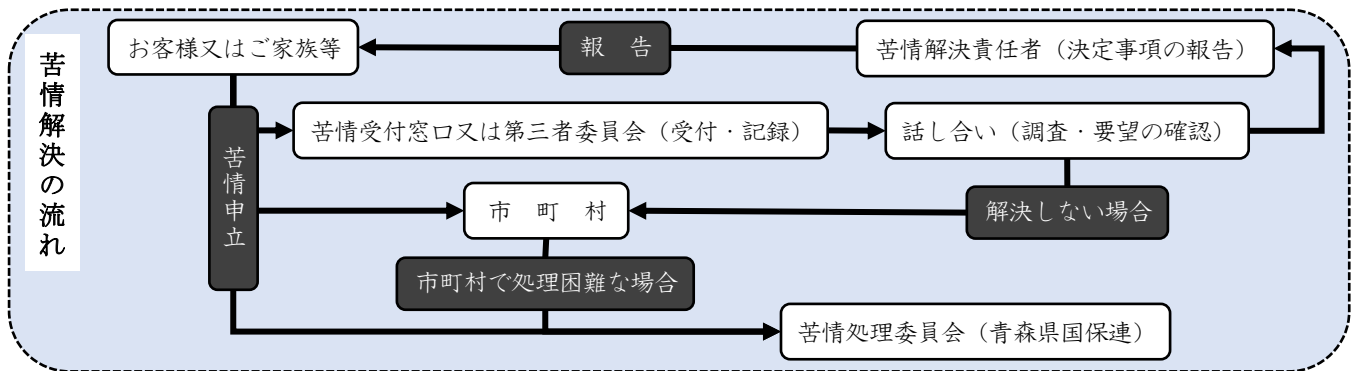 苦情解決の流れ
お客様又はご家族等
報　告
苦情解決責任者（決定事項の報告）
苦情申立
苦情受付窓口又は第三者委員会（受付・記録）
話し合い（調査・要望の確認）
市　町　村
解決しない場合
市町村で処理困難な場合
苦情処理委員会（青森県国保連）